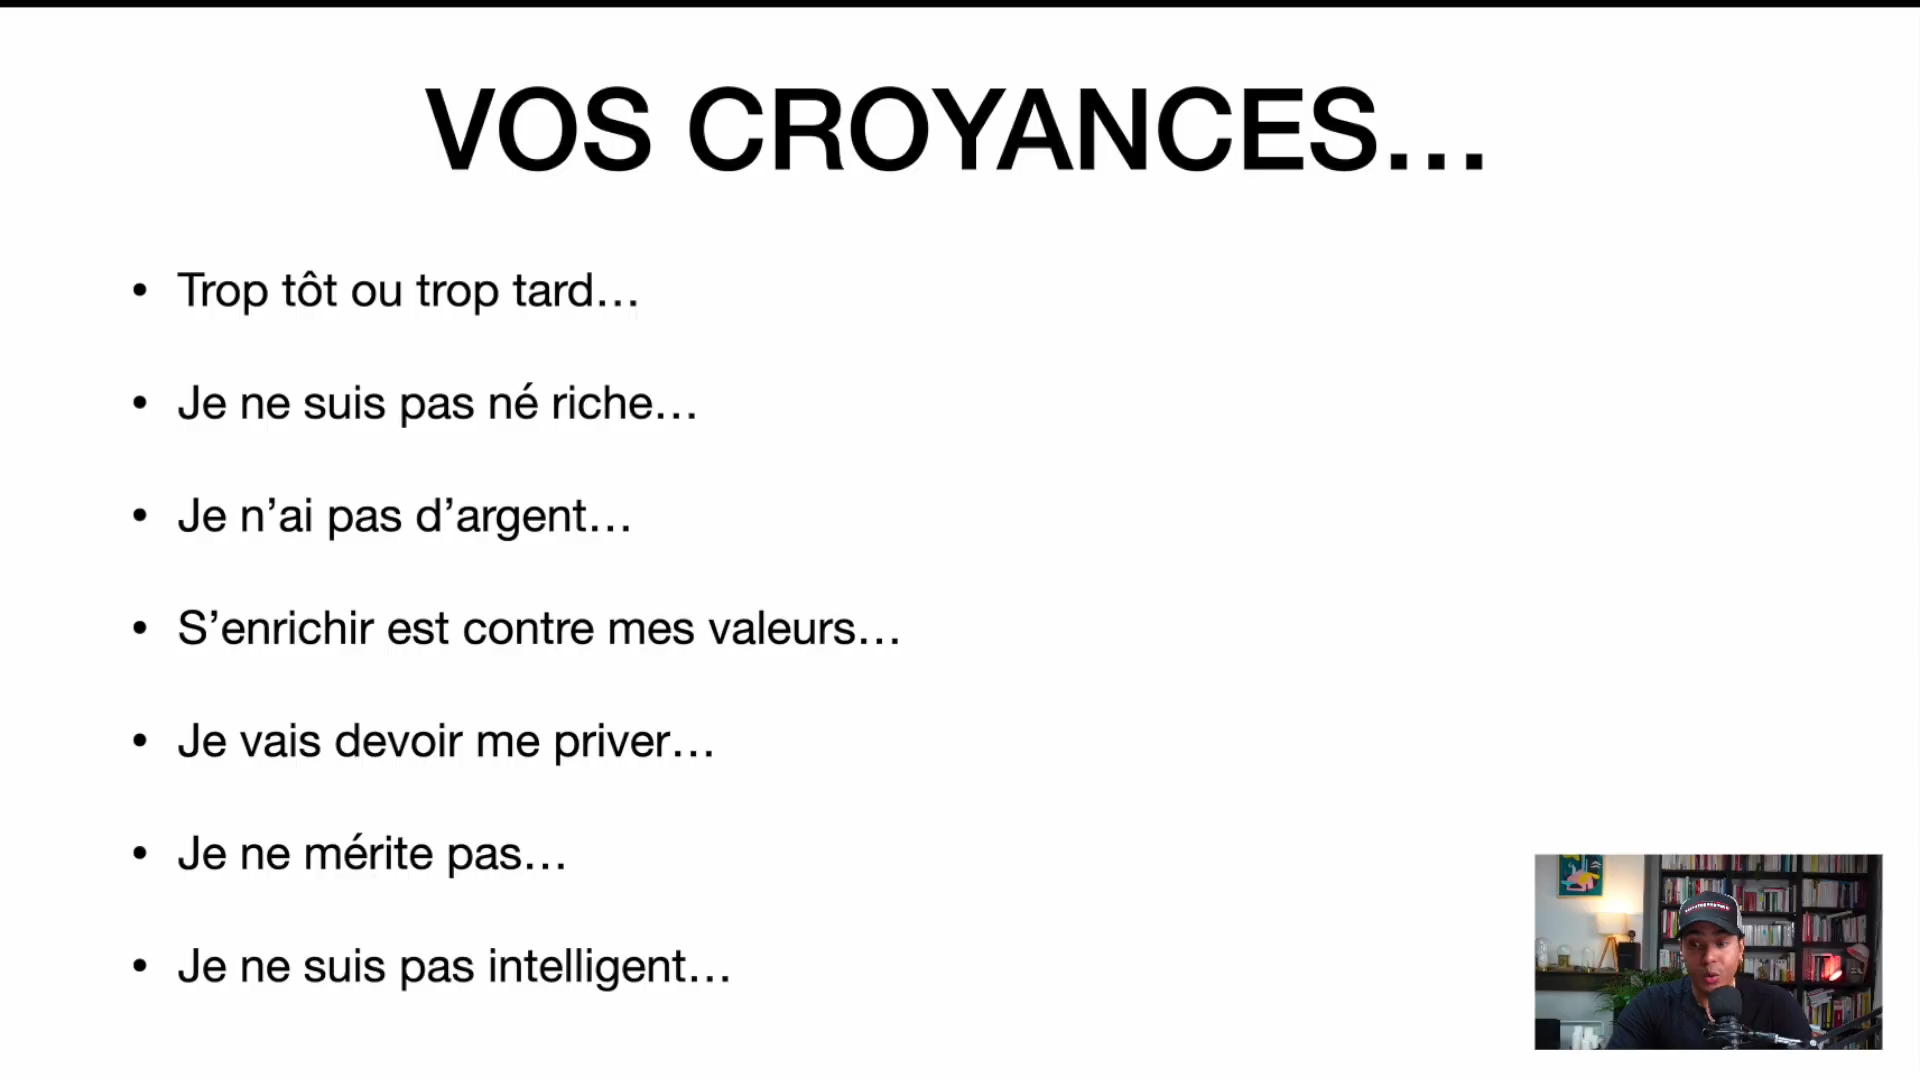 VOS CROYANCES…
• Trop tôt ou trop tard…
• Je ne suis pas né riche…
• Je n’ai pas d’argent…
• S’enrichir est contre mes valeurs…
• Je vais devoir me priver…
• Je ne mérite pas…
• Je ne suis pas intelligent…